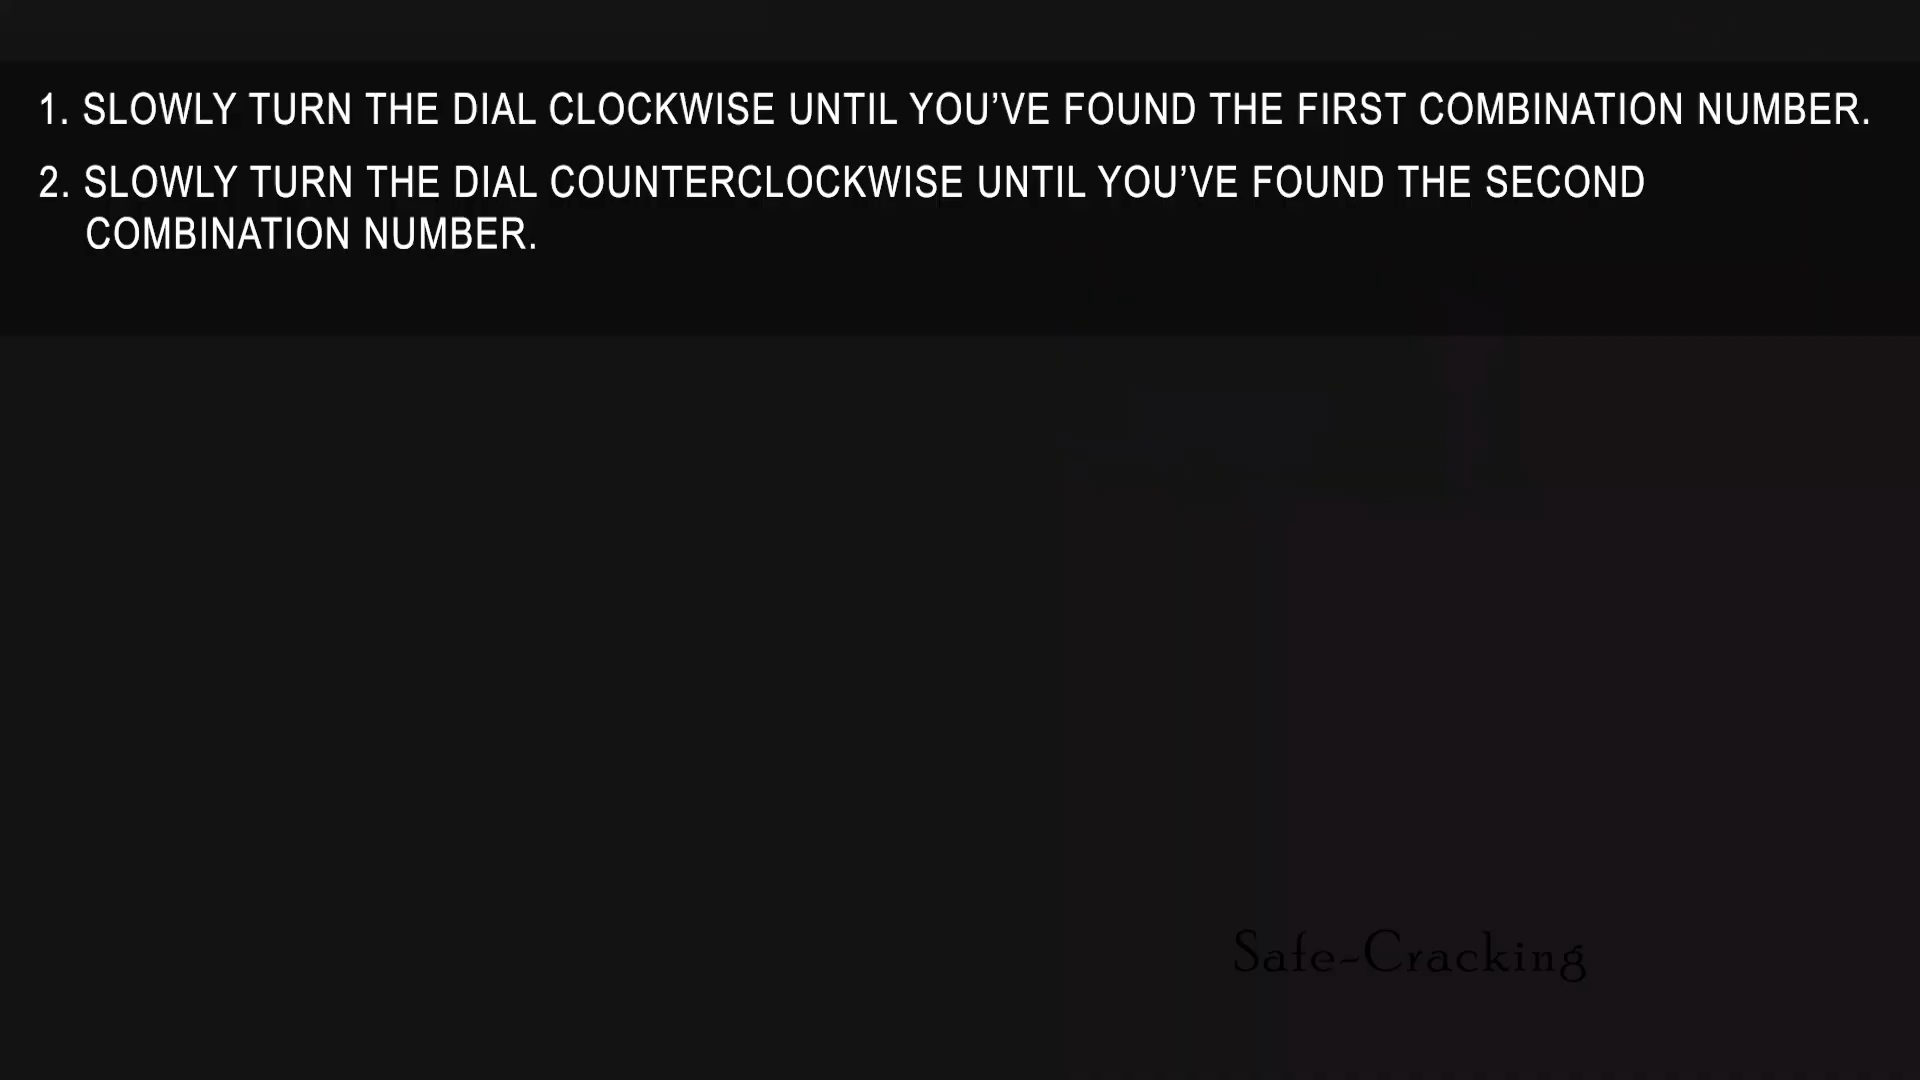 1. SLOWLY TURN THE DIAL CLOCKWISE UNTIL YOU’VE FOUND THE FIRST COMBINATION NUMBER.
2. SLOWLY TURN THE DIAL COUNTERCLOCKWISE UNTIL YOU’VE FOUND THE SECOND
COMBINATION NUMBER.
Safe-Cracking